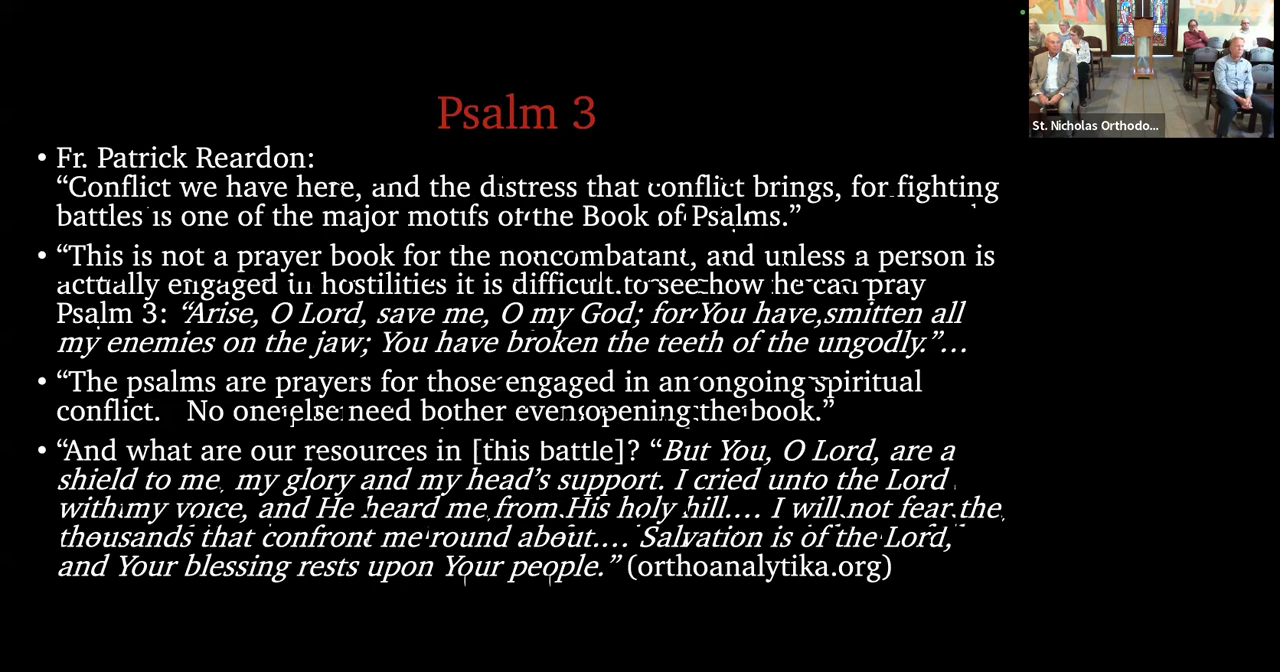 Psalm 3
• Fr. Patrick Reardon:
“Conflict we have here, and the distress that conflict brings, for fighting
battles is one of the major motifs of the Book of Psalms.”
• “This is not a prayer book for the noncombatant, and unless a person is
actually engaged in hostilities it is difficult to see how he can pray
Psalm 3: “Arise, O Lord, save me, O my God; for You have smitten all
my enemies on the jaw; You have broken the teeth of the ungodly.”…
• “The psalms are prayers for those engaged in an ongoing spiritual
conflict. No one else need bother even opening the book.”
• “And what are our resources in [this battle]? “But You, O Lord, are a
shield to me, my glory and my head’s support. I cried unto the Lord
with my voice, and He heard me from His holy hill…. I will not fear the
thousands that confront me round about…. Salvation is of the Lord,
and Your blessing rests upon Your people.” (orthoanalytika.org)
St. Nicholas Orthodo...